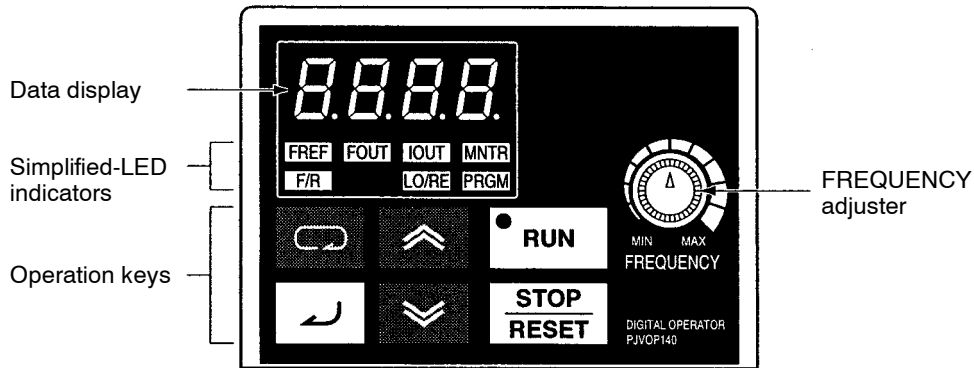 Data display
8.8.8.8.
FREF FOUT IOUT MNTR
Simplified-LED
indicators
F/R LO/RE PRGM
FREQUENCY
adjuster
MIN MAX
FREQUENCY
Operation keys
RUN
STOP
RESET
DIGITAL OPERATOR
PJVOP140